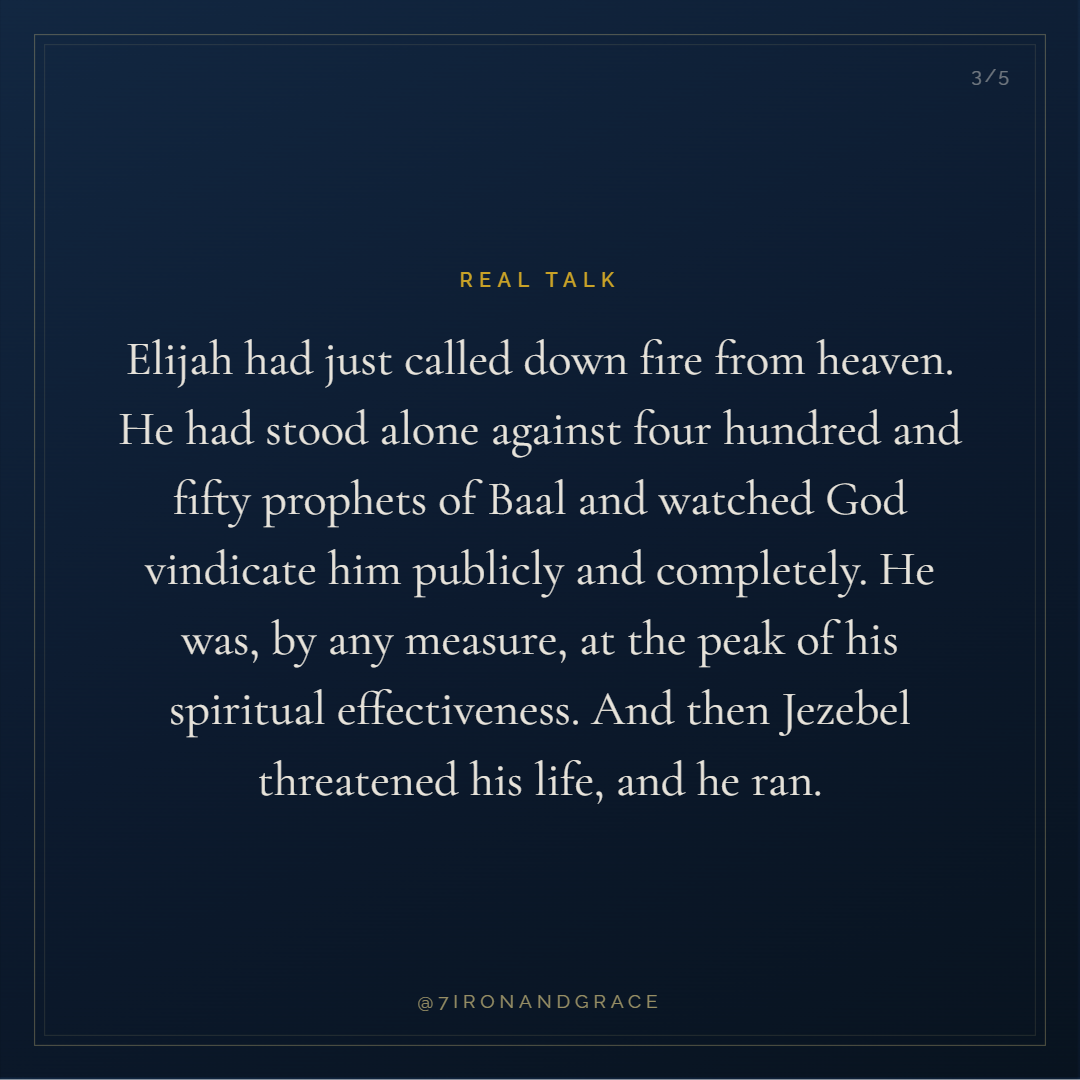 3/5
REAL TALK
Elijah had just called down fire from heaven.
He had stood alone against four hundred and
fifty prophets of Baal and watched God
vindicate him publicly and completely. He
was, by any measure, at the peak of his
spiritual effectiveness. And then Jezebel
threatened his life, and he ran.
@7IRONANDGRACE